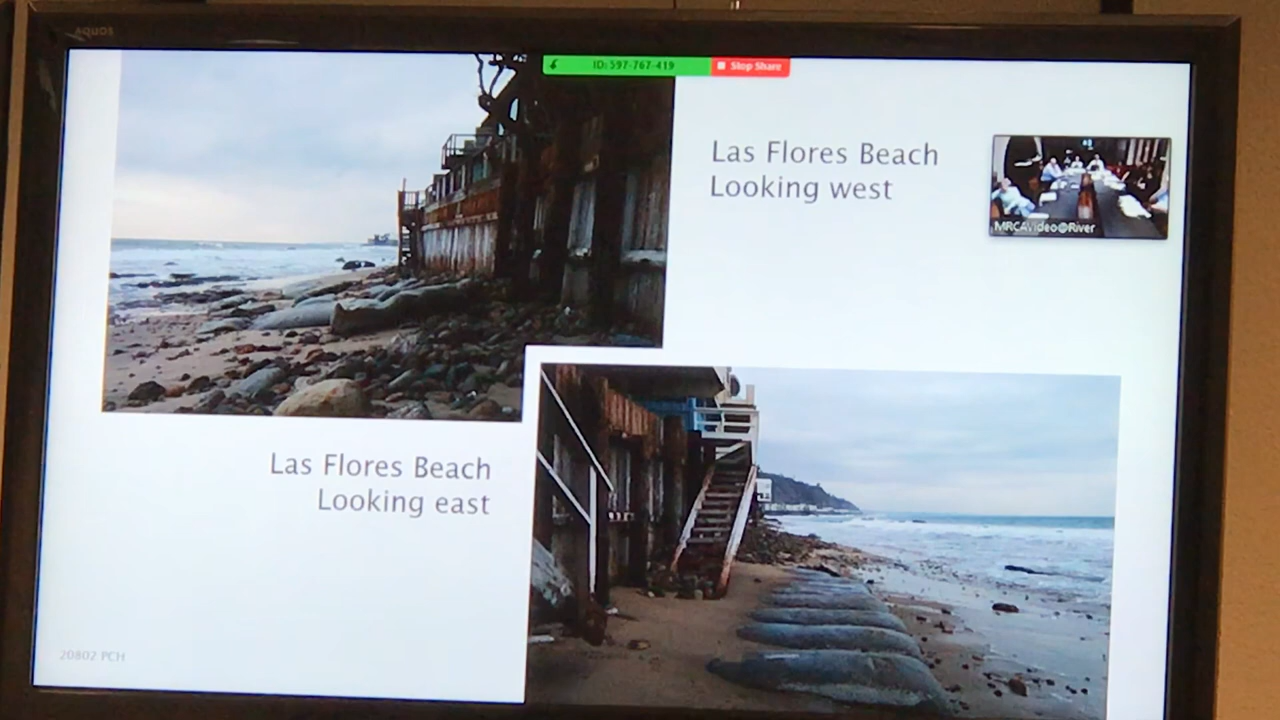 AQUOS
ID: 597-767-419
Stop Share
Las Flores Beach
Looking west
MRCAVideo@River
Las Flores Beach
Looking east
20802 PCH